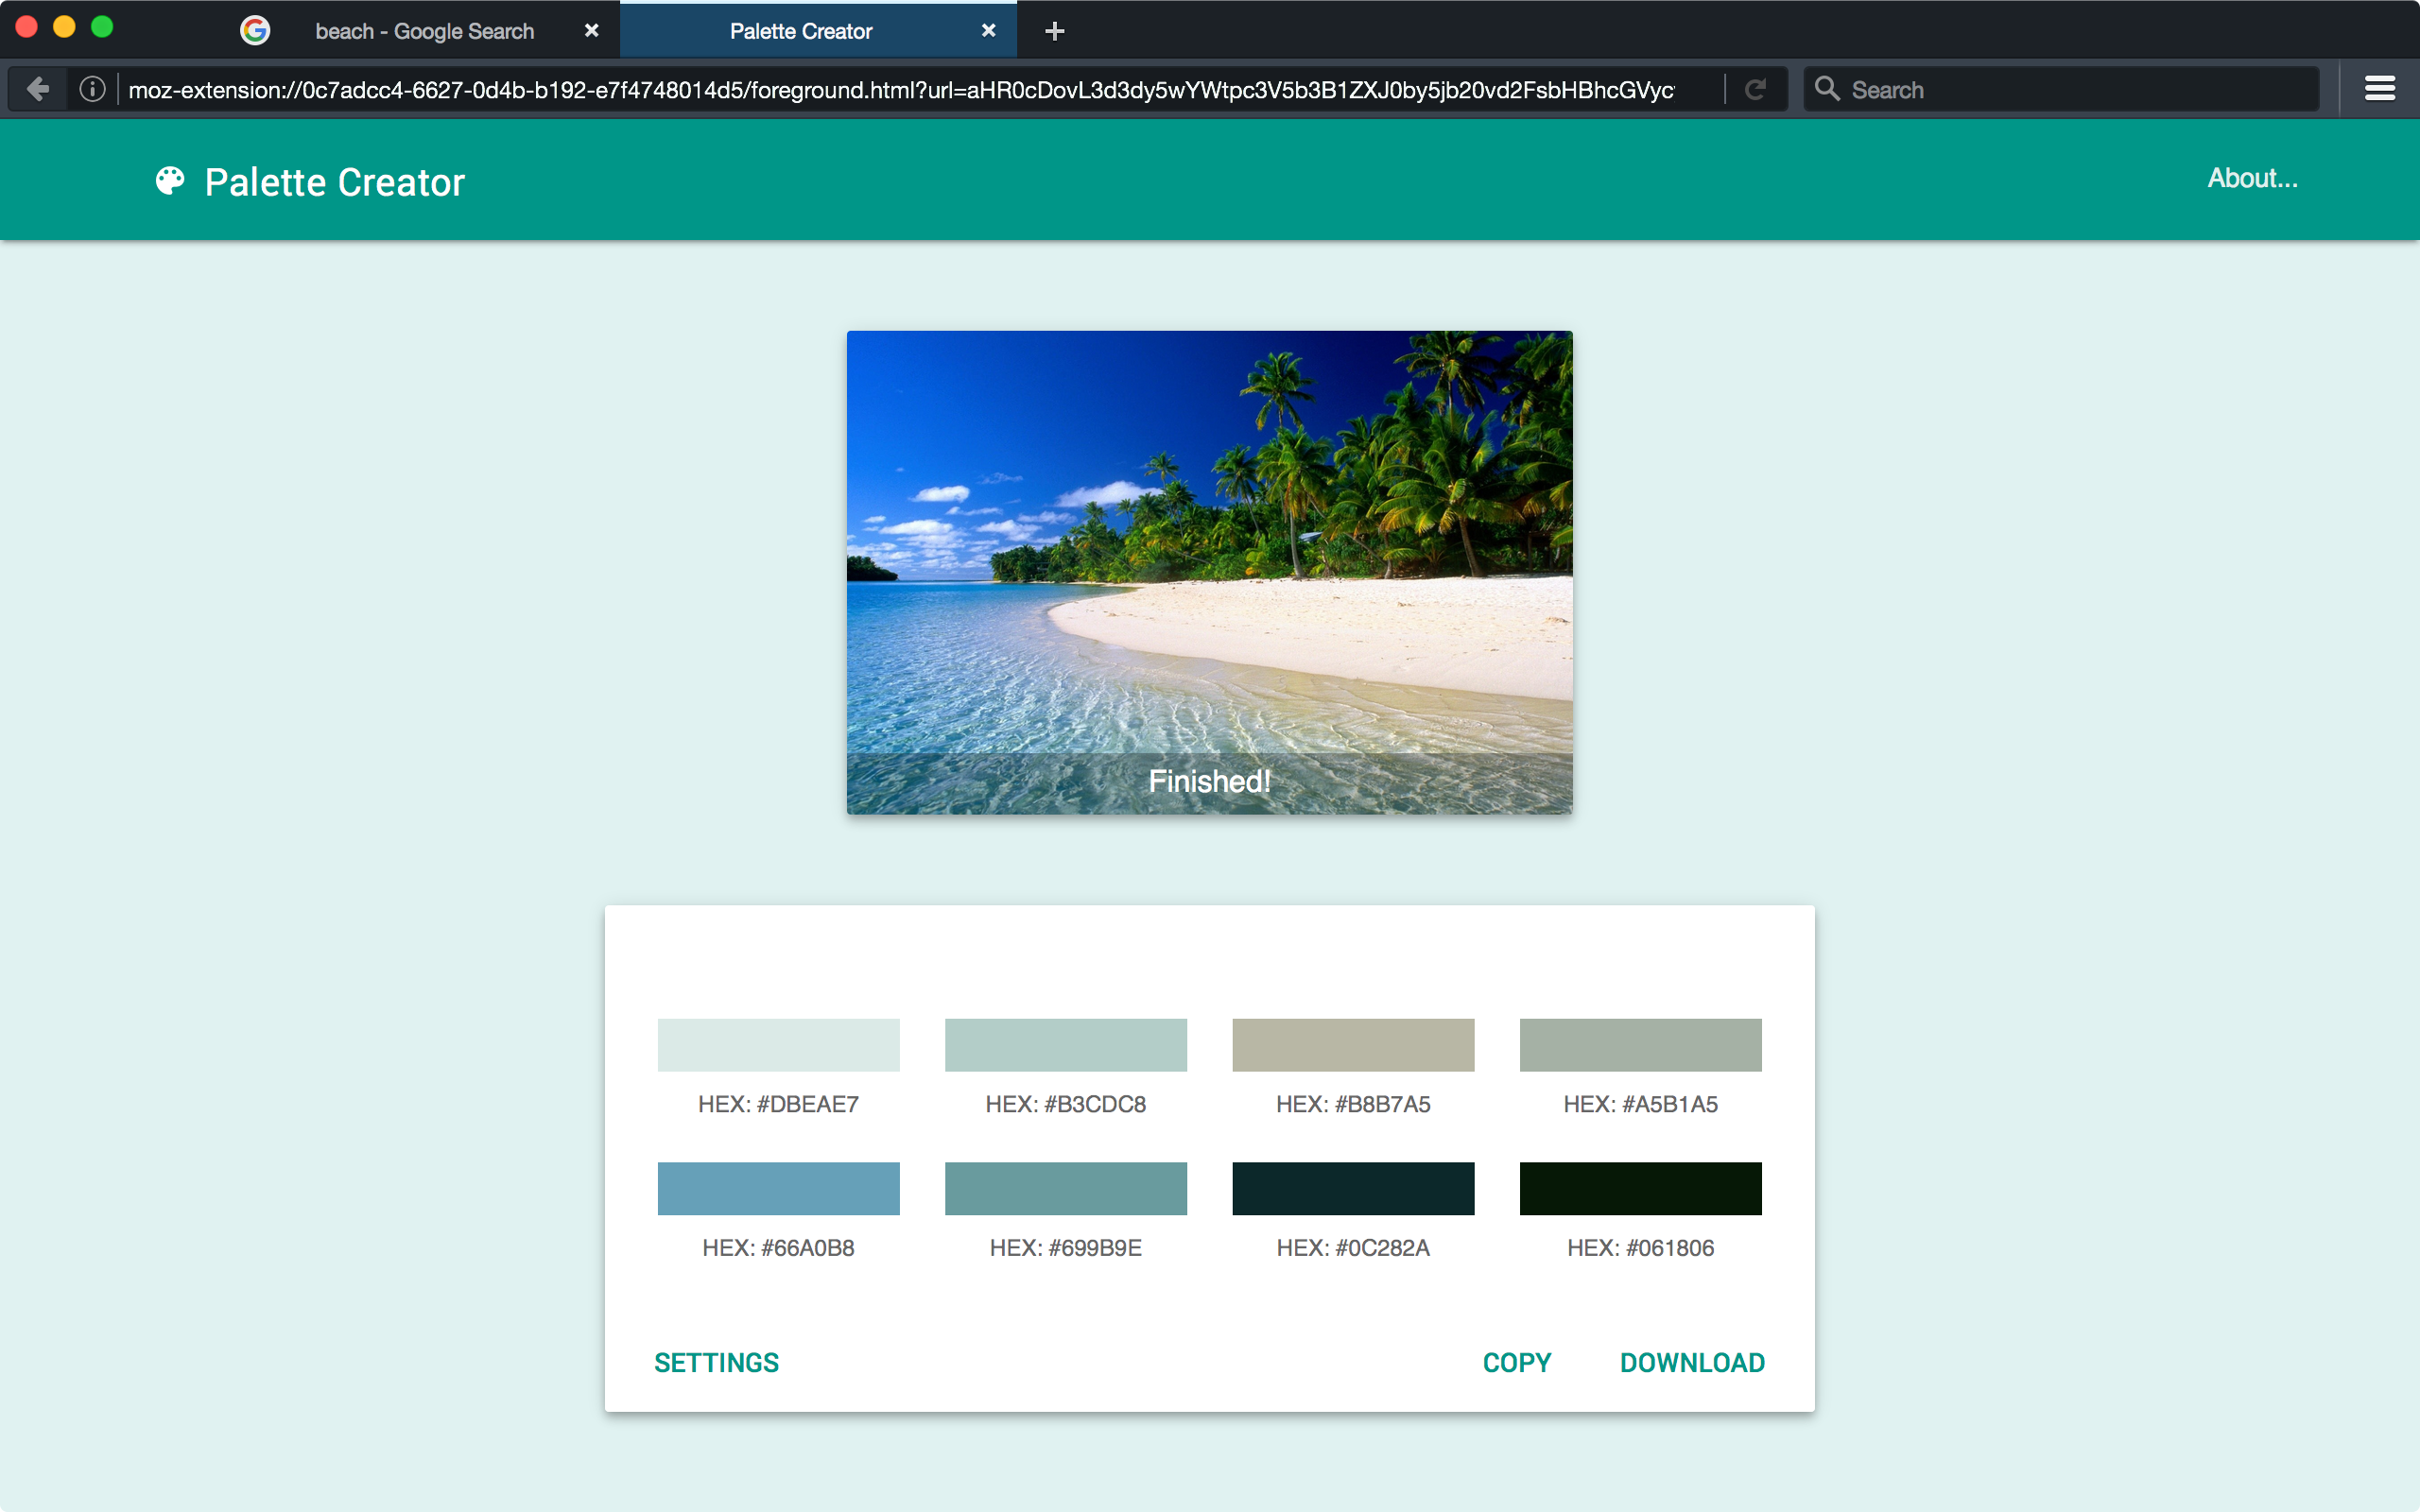 beach - Google Search
Palette Creator
moz-extension://0c7adcc4-6627-0d4b-b192-e7f4748014d5/foreground.html?url=aHR0cDovL3d3dy5wYWtpc3V5b3B1ZXJ0by5jb20vd2FsbHBhcGVyc
Search
Palette Creator
About...
Finished!
HEX: #DBEAE7
HEX: #B3CDC8
HEX: #B8B7A5
HEX: #A5B1A5
HEX: #66A0B8
HEX: #699B9E
HEX: #0C282A
HEX: #061806
SETTINGS
COPY
DOWNLOAD